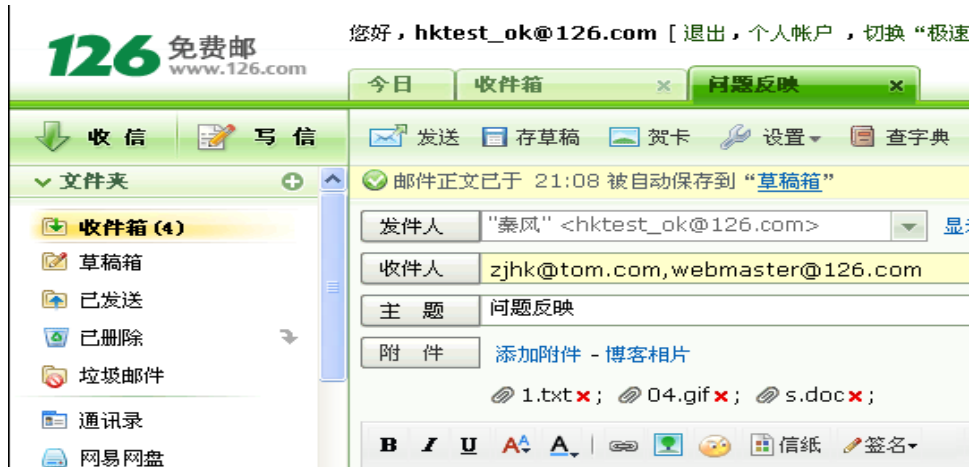 126 免费邮
www.126.com
您好，hktest_ok@126.com [ 退出，个人帐户 ，切换 “极速
今日 收件箱 × 问题反映 ×
收 信 写 信
发送 存草稿 贺卡 设置 查字典
文件夹
邮件正文已于 21:08 被自动保存到 “草稿箱”
收件箱 (4)
草稿箱
已发送
已删除
垃圾邮件
通讯录
网易网盘
发件人 "秦风" <hktest_ok@126.com>
收件人 zjhk@tom.com,webmaster@126.com
主 题 问题反映
附 件 添加附件 - 博客相片
1.txt×; 04.gif×; s.doc×;
B I U AA A 信纸 签名